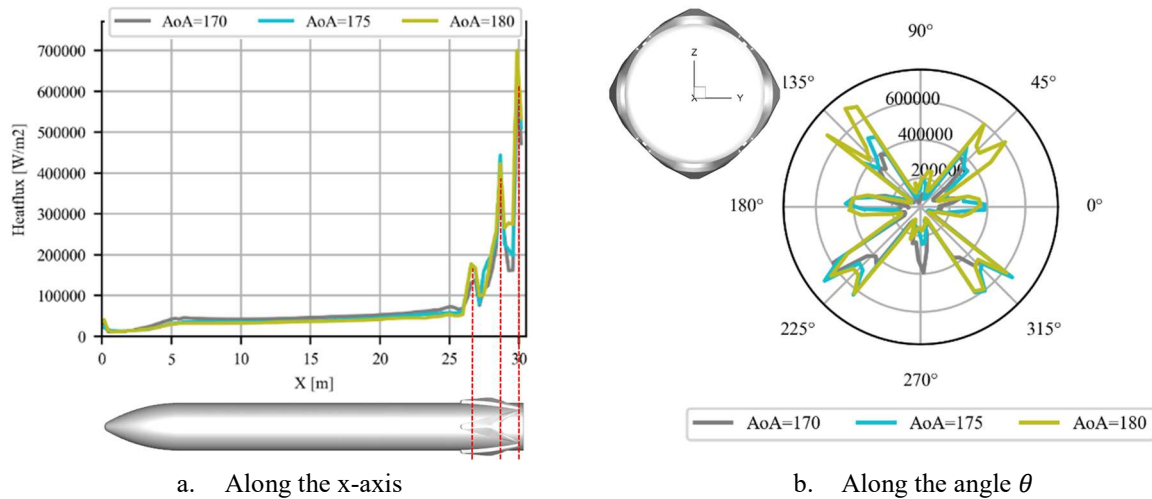 AoA=170 AoA=175 AoA=180
700000
600000
500000
400000
300000
200000
100000
0
Heatflux [W/m2]
0 5 10 15 20 25 30
X [m]
a. Along the x-axis
Z
X Y
90°
135° 45°
600000
400000
200000
180° 0°
225° 315°
270°
AoA=170 AoA=175 AoA=180
b. Along the angle θ